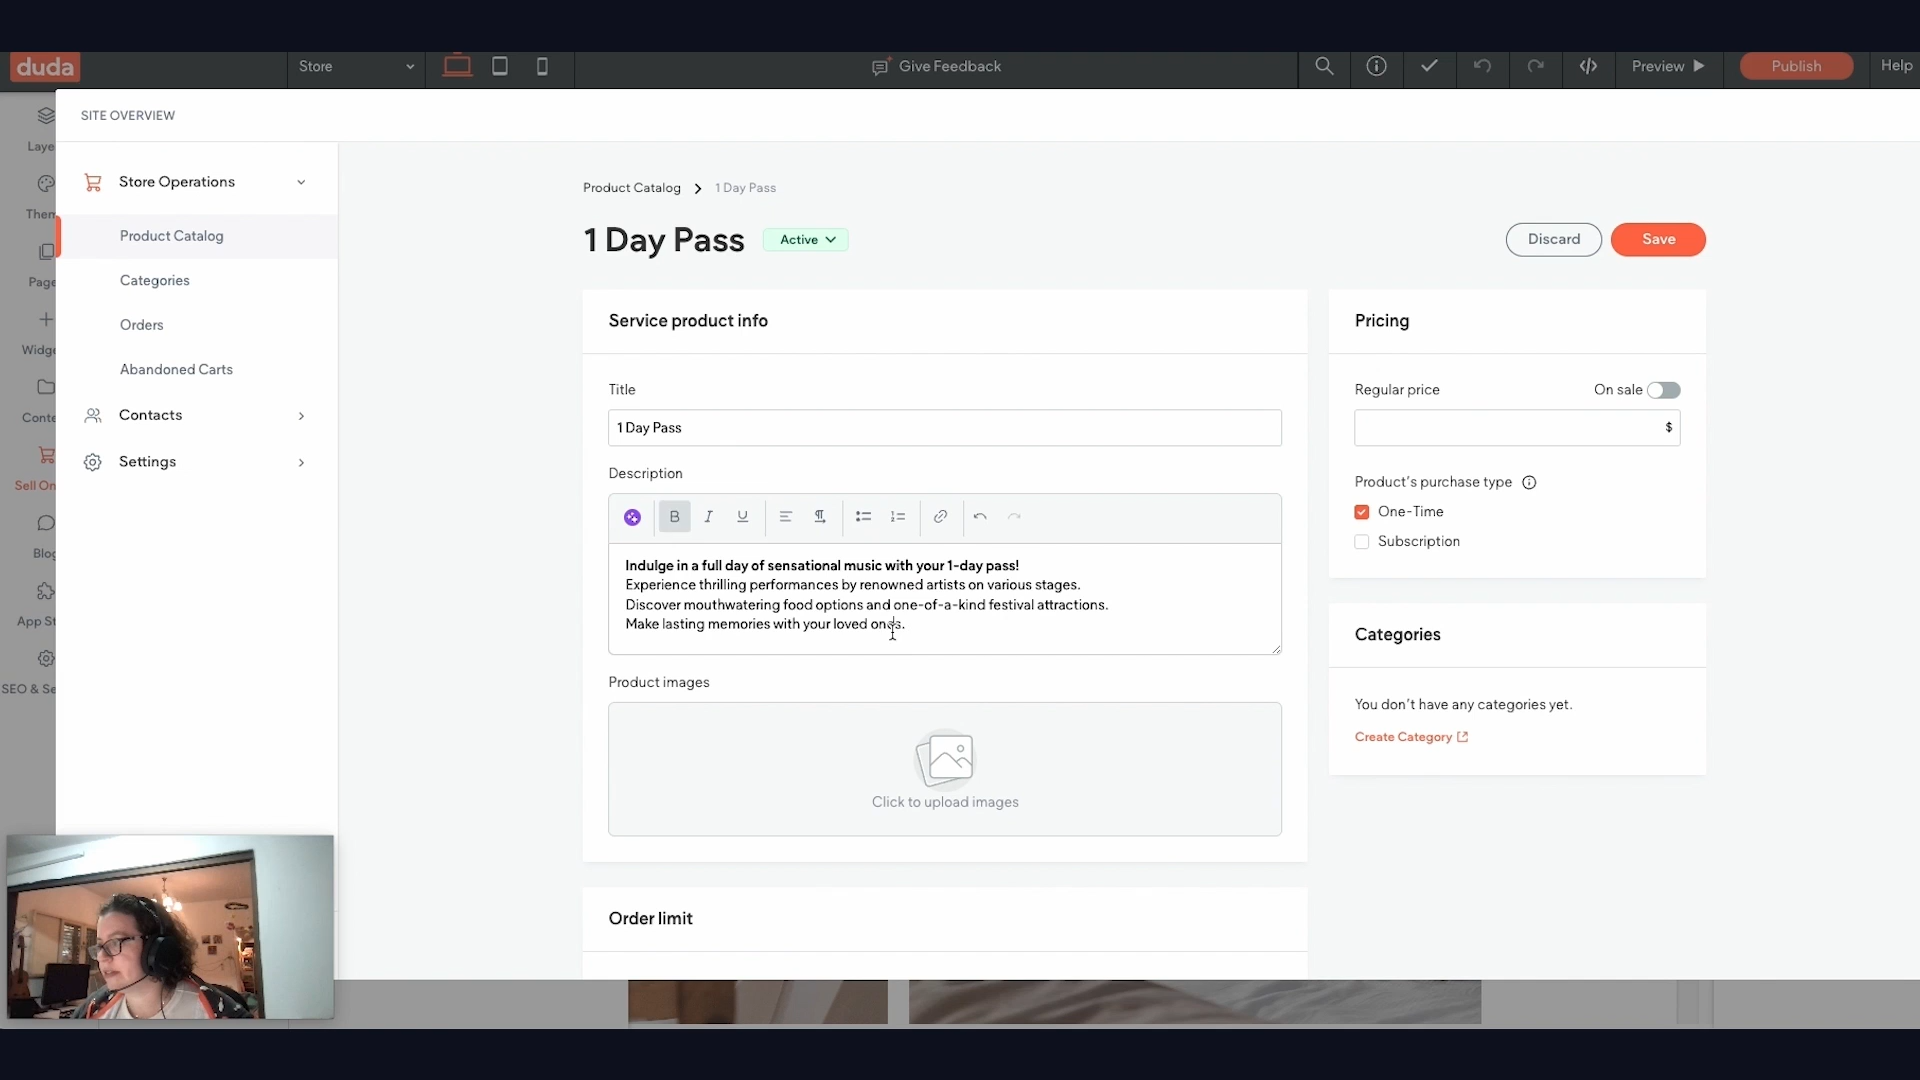 duda
Store
Give Feedback
Preview
Publish
Help
SITE OVERVIEW
Laye
Them
Page
Widge
Conte
Sell On
Blog
App St
SEO & Se
Store Operations
Product Catalog
Categories
Orders
Abandoned Carts
Contacts
Settings
Product Catalog > 1 Day Pass
1 Day Pass
Active
Discard
Save
Service product info
Title
1 Day Pass
Description
B I U
Indulge in a full day of sensational music with your 1-day pass!
Experience thrilling performances by renowned artists on various stages.
Discover mouthwatering food options and one-of-a-kind festival attractions.
Make lasting memories with your loved ones.
Product images
Click to upload images
Order limit
Pricing
Regular price
On sale
$
Product's purchase type
One-Time
Subscription
Categories
You don't have any categories yet.
Create Category